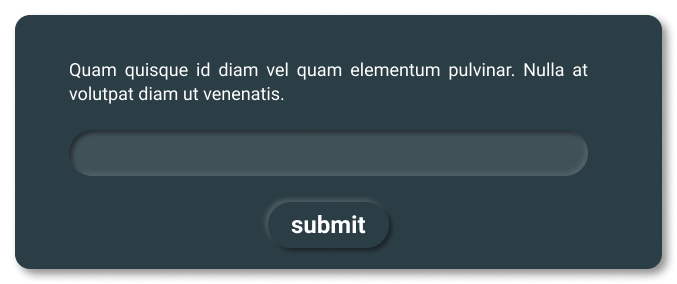 Quam quisque id diam vel quam elementum pulvinar. Nulla at
volutpat diam ut venenatis.
submit